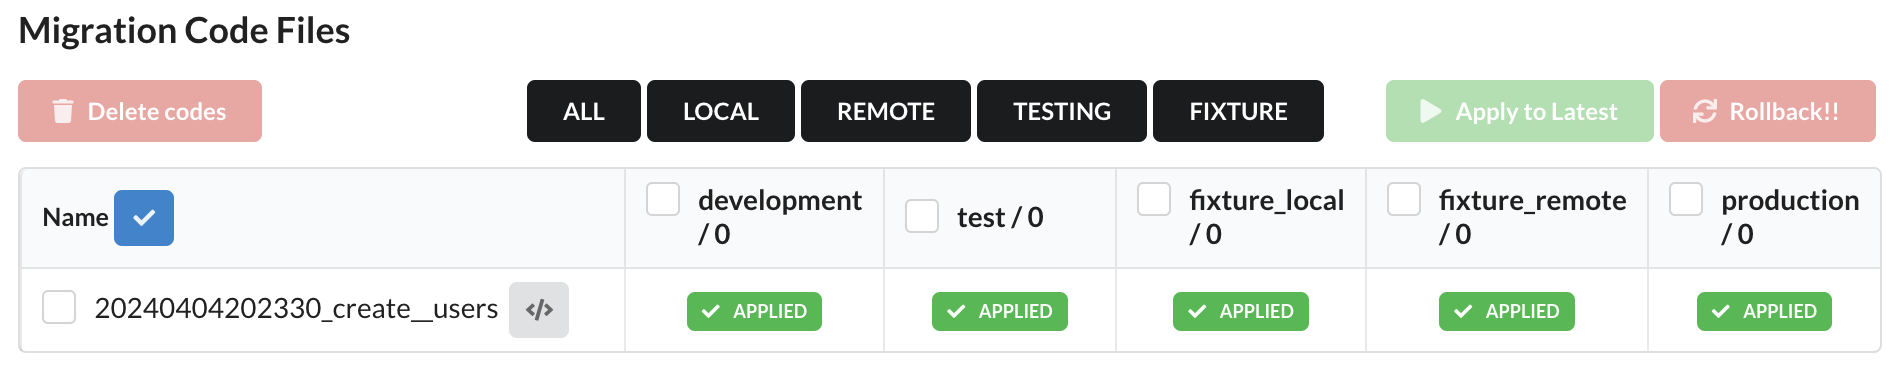 Migration Code Files
Delete codes
ALL
LOCAL
REMOTE
TESTING
FIXTURE
Apply to Latest
Rollback!!
Name
development
/ 0
test / 0
fixture_local
/ 0
fixture_remote
/ 0
production
/ 0
20240404202330_create__users
</>
APPLIED
APPLIED
APPLIED
APPLIED
APPLIED